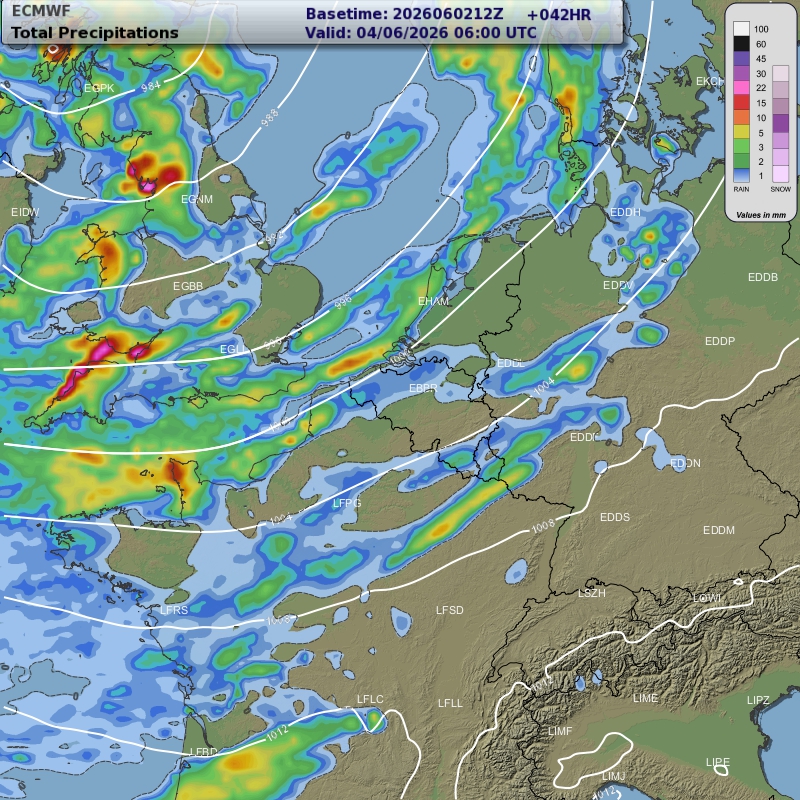 ECMWF
Basetime: 2026060212Z +042HR
Total Precipitations
Valid: 04/06/2026 06:00 UTC
100
60
45
30
22
15
10
5
3
2
1
RAIN SNOW
Values in mm
EGPK
984
988
EIDW
EGNM
EDDH
EGBB
EDDV
EDDB
996
EHAM
EGLL
EDDP
EDDL
1004
EBBR
EDDF
EDDN
LFPG
1004
EDDS
EDDM
1008
LFRS
1008
LFSD
LSZH
LOWI
LFLC
LFLL
LIME
LIPZ
LIMF
LFBD
1012
LIPE
LIMJ
1012